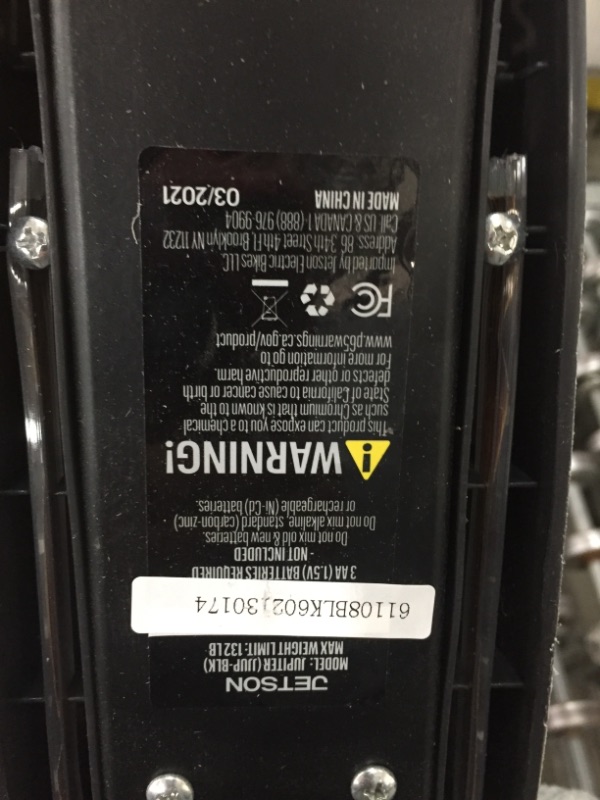 JETSON
MODEL: JUPITER (JJUP-BLK)
MAX WEIGHT LIMIT: 132 LB
61108BLK602130174
3 AA (1.5V) BATTERIES REQUIRED
- NOT INCLUDED
Do not mix old & new batteries.
Do not mix alkaline, standard (carbon-zinc)
or rechargeable (Ni-Cd) batteries.
WARNING!
"This product can expose you to a chemical
such as Chromium that is known to the
State of California to cause cancer or birth
defects or other reproductive harm.
For more information go to
www.p65warnings.ca.gov/product
FC
Imported by Jetson Electric Bikes LLC.
Address 86 34th Street 4th Fl, Brooklyn NY 11232
Call US & CANADA 1 (888) 976-9904
MADE IN CHINA 03/2021